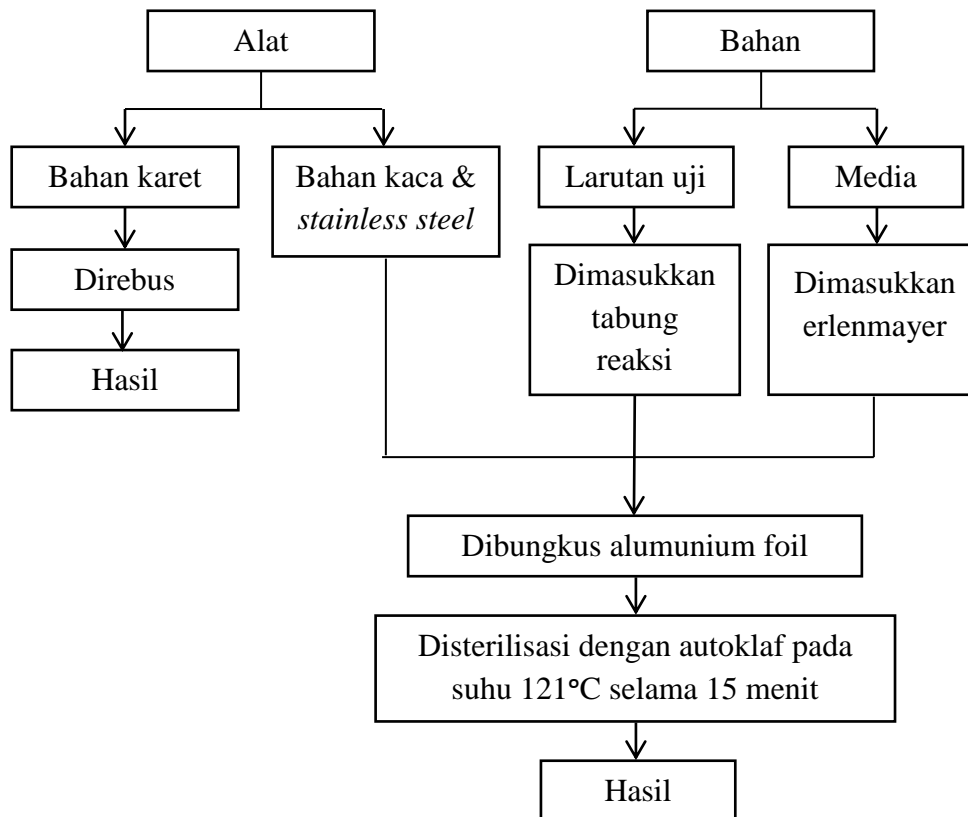 Alat
Bahan
Bahan karet
Bahan kaca &
stainless steel
Larutan uji
Media
Direbus
Dimasukkan
tabung
reaksi
Dimasukkan
erlenmayer
Hasil
Dibungkus alumunium foil
Disterilisasi dengan autoklaf pada
suhu 121°C selama 15 menit
Hasil